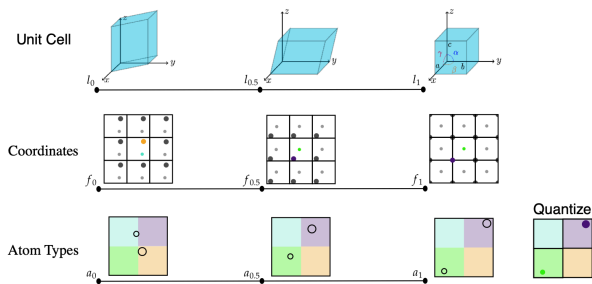 Unit Cell
z
y
x
z
y
x
z
y
x
c
γ
α
a
b
β
l0
l0.5
l1
Coordinates
f0
f0.5
f1
Quantize
Atom Types
a0
a0.5
a1